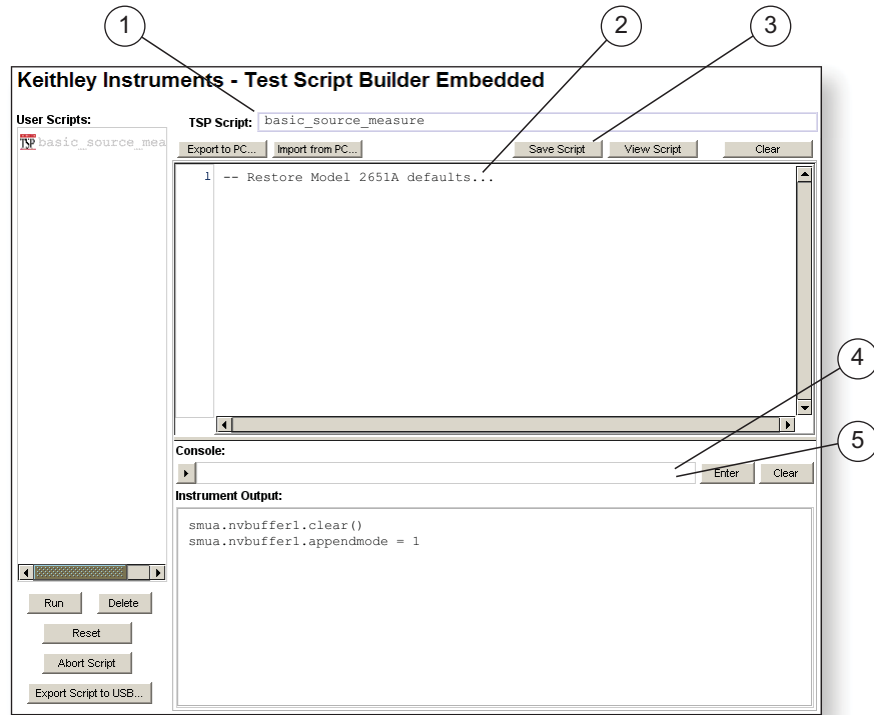 1
2
3
Keithley Instruments - Test Script Builder Embedded
User Scripts:
TSP Script: basic_source_measure
TSP basic_source_mea
Export to PC... Import from PC... Save Script View Script Clear
1 -- Restore Model 2651A defaults...
4
5
Console:
Enter Clear
Instrument Output:
smua.nvbuffer1.clear()
smua.nvbuffer1.appendmode = 1
Run Delete
Reset
Abort Script
Export Script to USB...